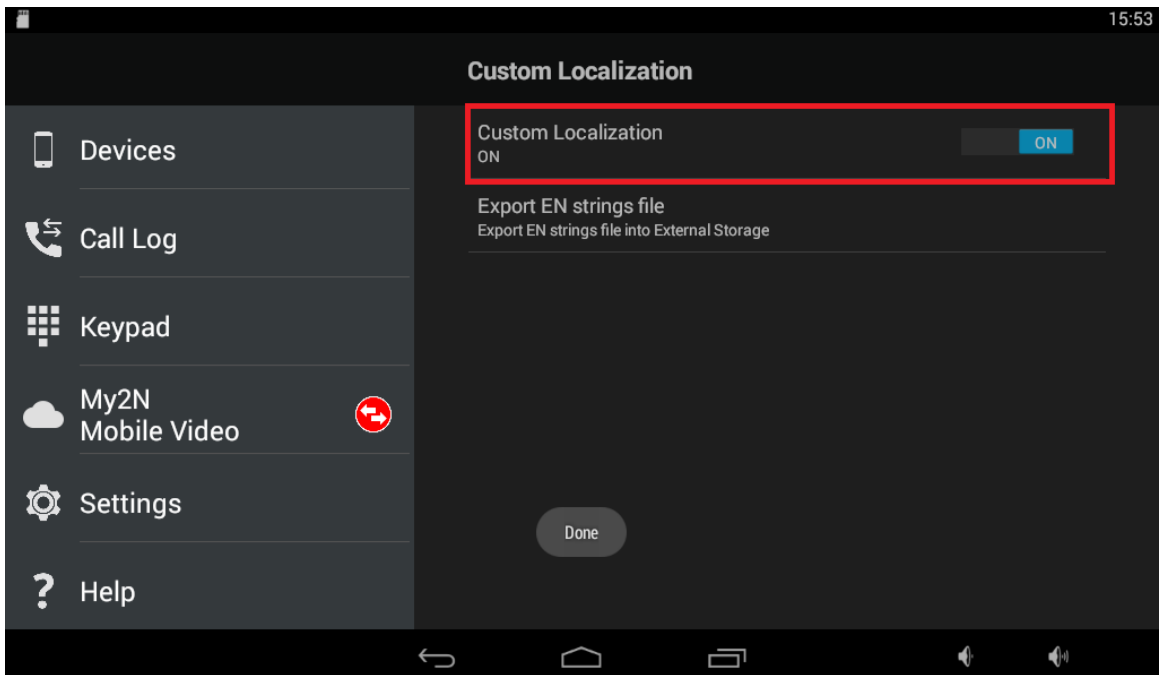 15:53
Custom Localization
Devices
Call Log
Keypad
My2N
Mobile Video
Settings
Help
Custom Localization
ON
ON
Export EN strings file
Export EN strings file into External Storage
Done